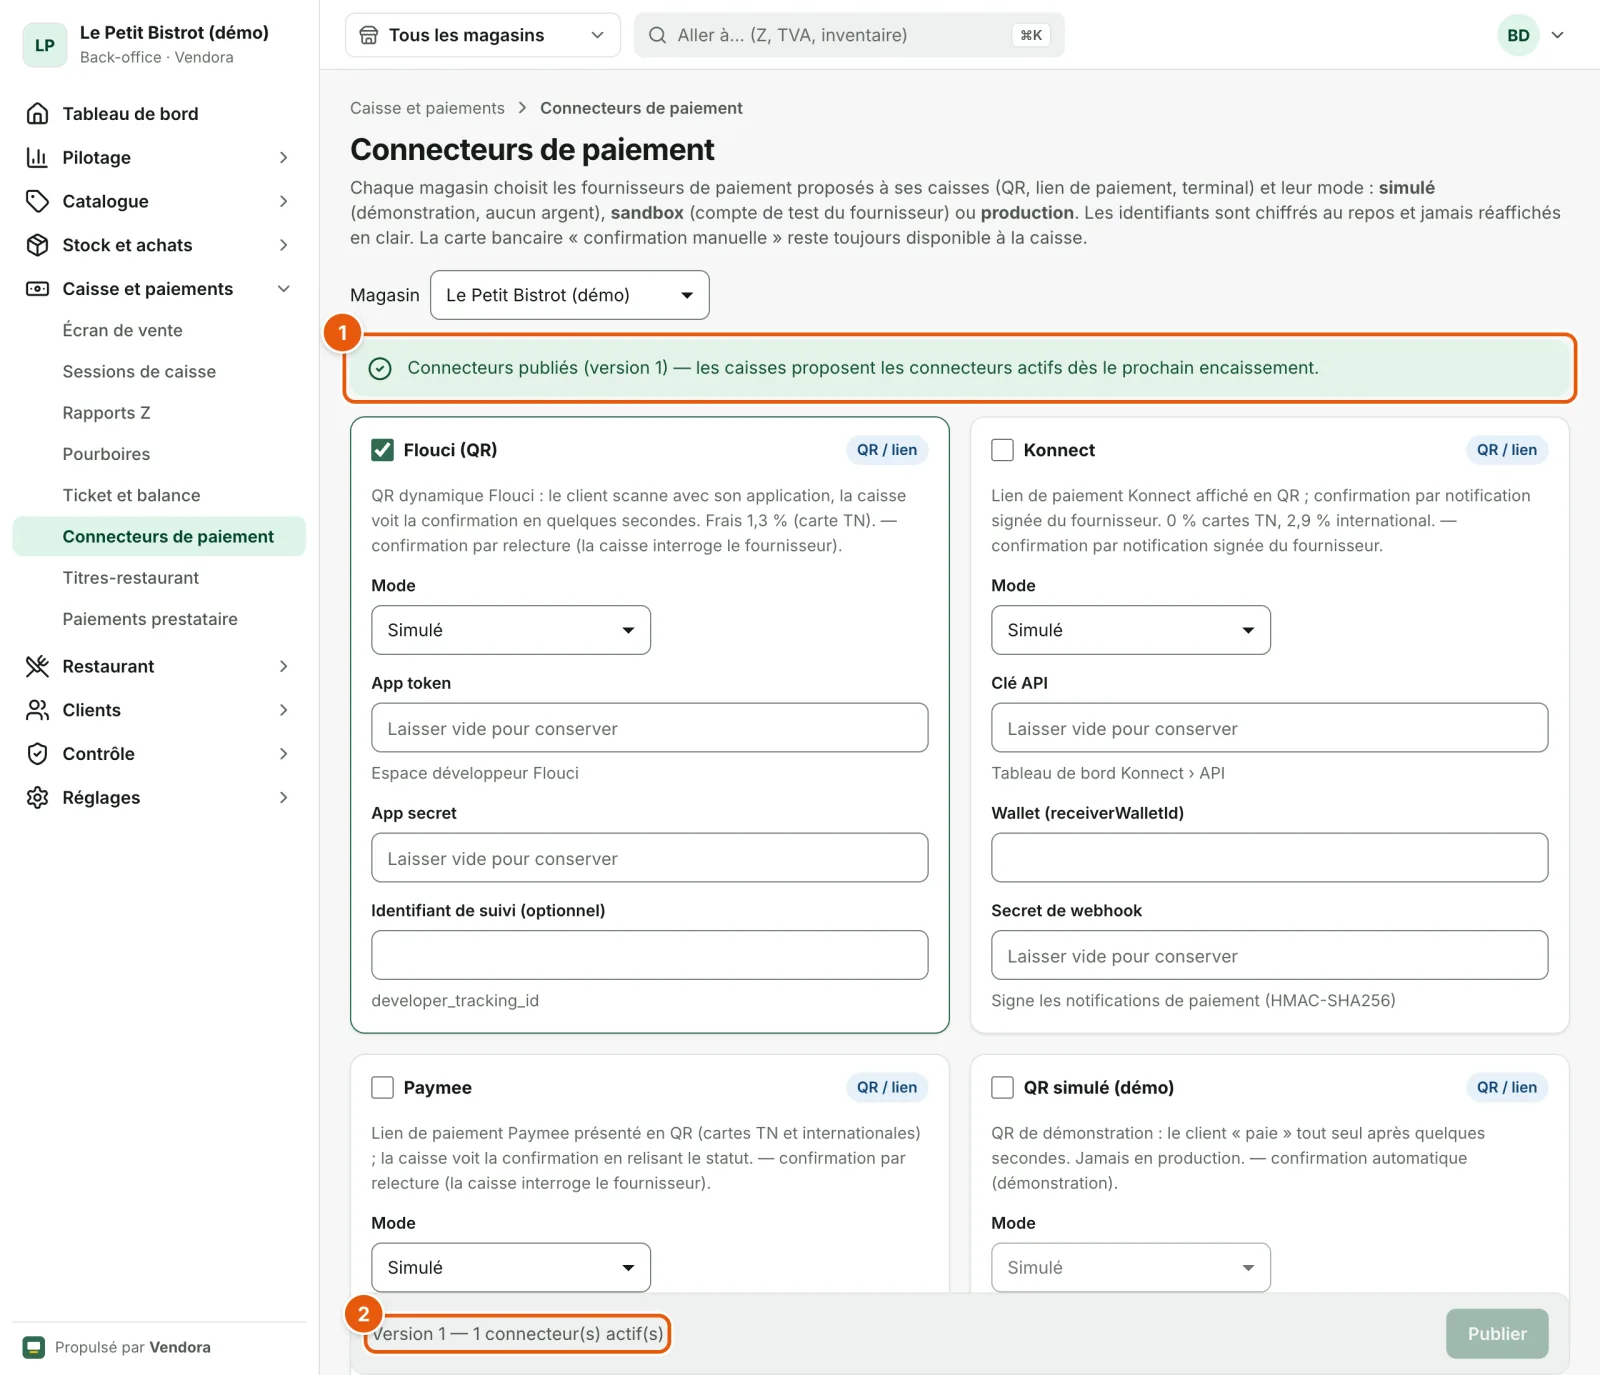 LP
Le Petit Bistrot (démo)
Back-office · Vendora
Tous les magasins
Aller à... (Z, TVA, inventaire)
⌘K
BD
Tableau de bord
Pilotage
Catalogue
Stock et achats
Caisse et paiements
Écran de vente
Sessions de caisse
Rapports Z
Pourboires
Ticket et balance
Connecteurs de paiement
Titres-restaurant
Paiements prestataire
Restaurant
Clients
Contrôle
Réglages
Propulsé par Vendora
Caisse et paiements > Connecteurs de paiement
Connecteurs de paiement
Chaque magasin choisit les fournisseurs de paiement proposés à ses caisses (QR, lien de paiement, terminal) et leur mode : simulé
(démonstration, aucun argent), sandbox (compte de test du fournisseur) ou production. Les identifiants sont chiffrés au repos et jamais réaffichés
en clair. La carte bancaire « confirmation manuelle » reste toujours disponible à la caisse.
Magasin
Le Petit Bistrot (démo)
1
Connecteurs publiés (version 1) — les caisses proposent les connecteurs actifs dès le prochain encaissement.
Flouci (QR)
QR / lien
QR dynamique Flouci : le client scanne avec son application, la caisse
voit la confirmation en quelques secondes. Frais 1,3 % (carte TN). —
confirmation par relecture (la caisse interroge le fournisseur).
Mode
Simulé
App token
Laisser vide pour conserver
Espace développeur Flouci
App secret
Laisser vide pour conserver
Identifiant de suivi (optionnel)
developer_tracking_id
Konnect
QR / lien
Lien de paiement Konnect affiché en QR ; confirmation par notification
signée du fournisseur. 0 % cartes TN, 2,9 % international. —
confirmation par notification signée du fournisseur.
Mode
Simulé
Clé API
Laisser vide pour conserver
Tableau de bord Konnect › API
Wallet (receiverWalletId)
Secret de webhook
Laisser vide pour conserver
Signe les notifications de paiement (HMAC-SHA256)
Paymee
QR / lien
Lien de paiement Paymee présenté en QR (cartes TN et internationales)
; la caisse voit la confirmation en relisant le statut. — confirmation par
relecture (la caisse interroge le fournisseur).
Mode
Simulé
QR simulé (démo)
QR / lien
QR de démonstration : le client « paie » tout seul après quelques
secondes. Jamais en production. — confirmation automatique
(démonstration).
Mode
Simulé
2
Version 1 — 1 connecteur(s) actif(s)
Publier